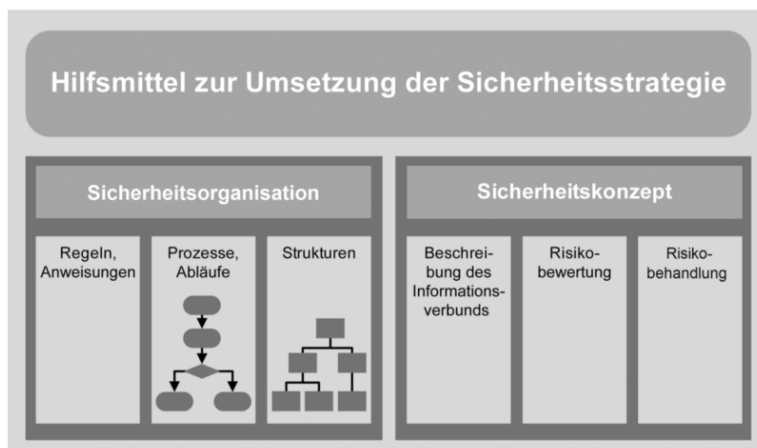 Hilfsmittel zur Umsetzung der Sicherheitsstrategie
Sicherheitsorganisation
Regeln,
Anweisungen
Prozesse,
Abläufe
Strukturen
Sicherheitskonzept
Beschrei-
bung des
Informations-
verbunds
Risiko-
bewertung
Risiko-
behandlung